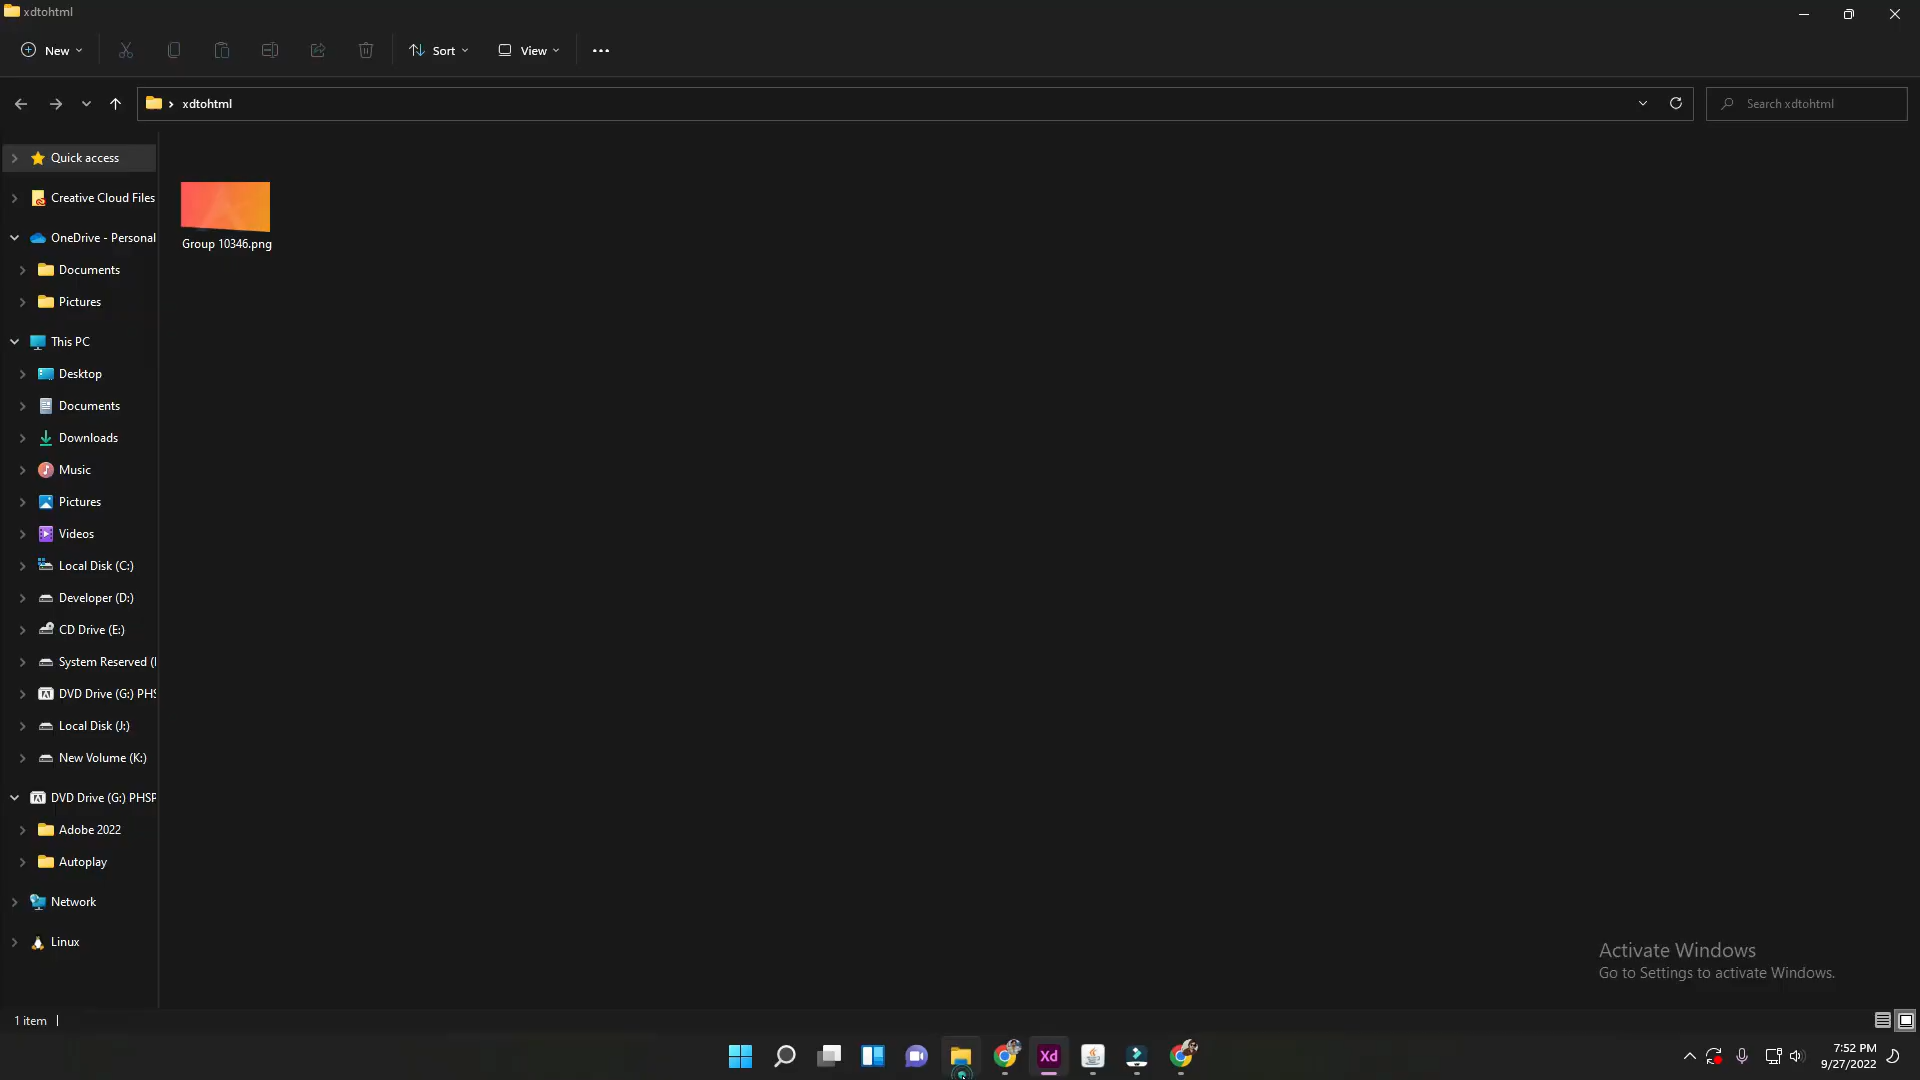 xdtohtml
New
Sort
View
xdtohtml
Search xdtohtml
Quick access
Creative Cloud Files
OneDrive - Personal
Documents
Pictures
This PC
Desktop
Documents
Downloads
Music
Pictures
Videos
Local Disk (C:)
Developer (D:)
CD Drive (E:)
System Reserved (
DVD Drive (G:) PHS
Local Disk (J:)
New Volume (K:)
DVD Drive (G:) PHSP
Adobe 2022
Autoplay
Network
Linux
Group 10346.png
Activate Windows
Go to Settings to activate Windows.
1 item
Xd
7:52 PM
9/27/2022